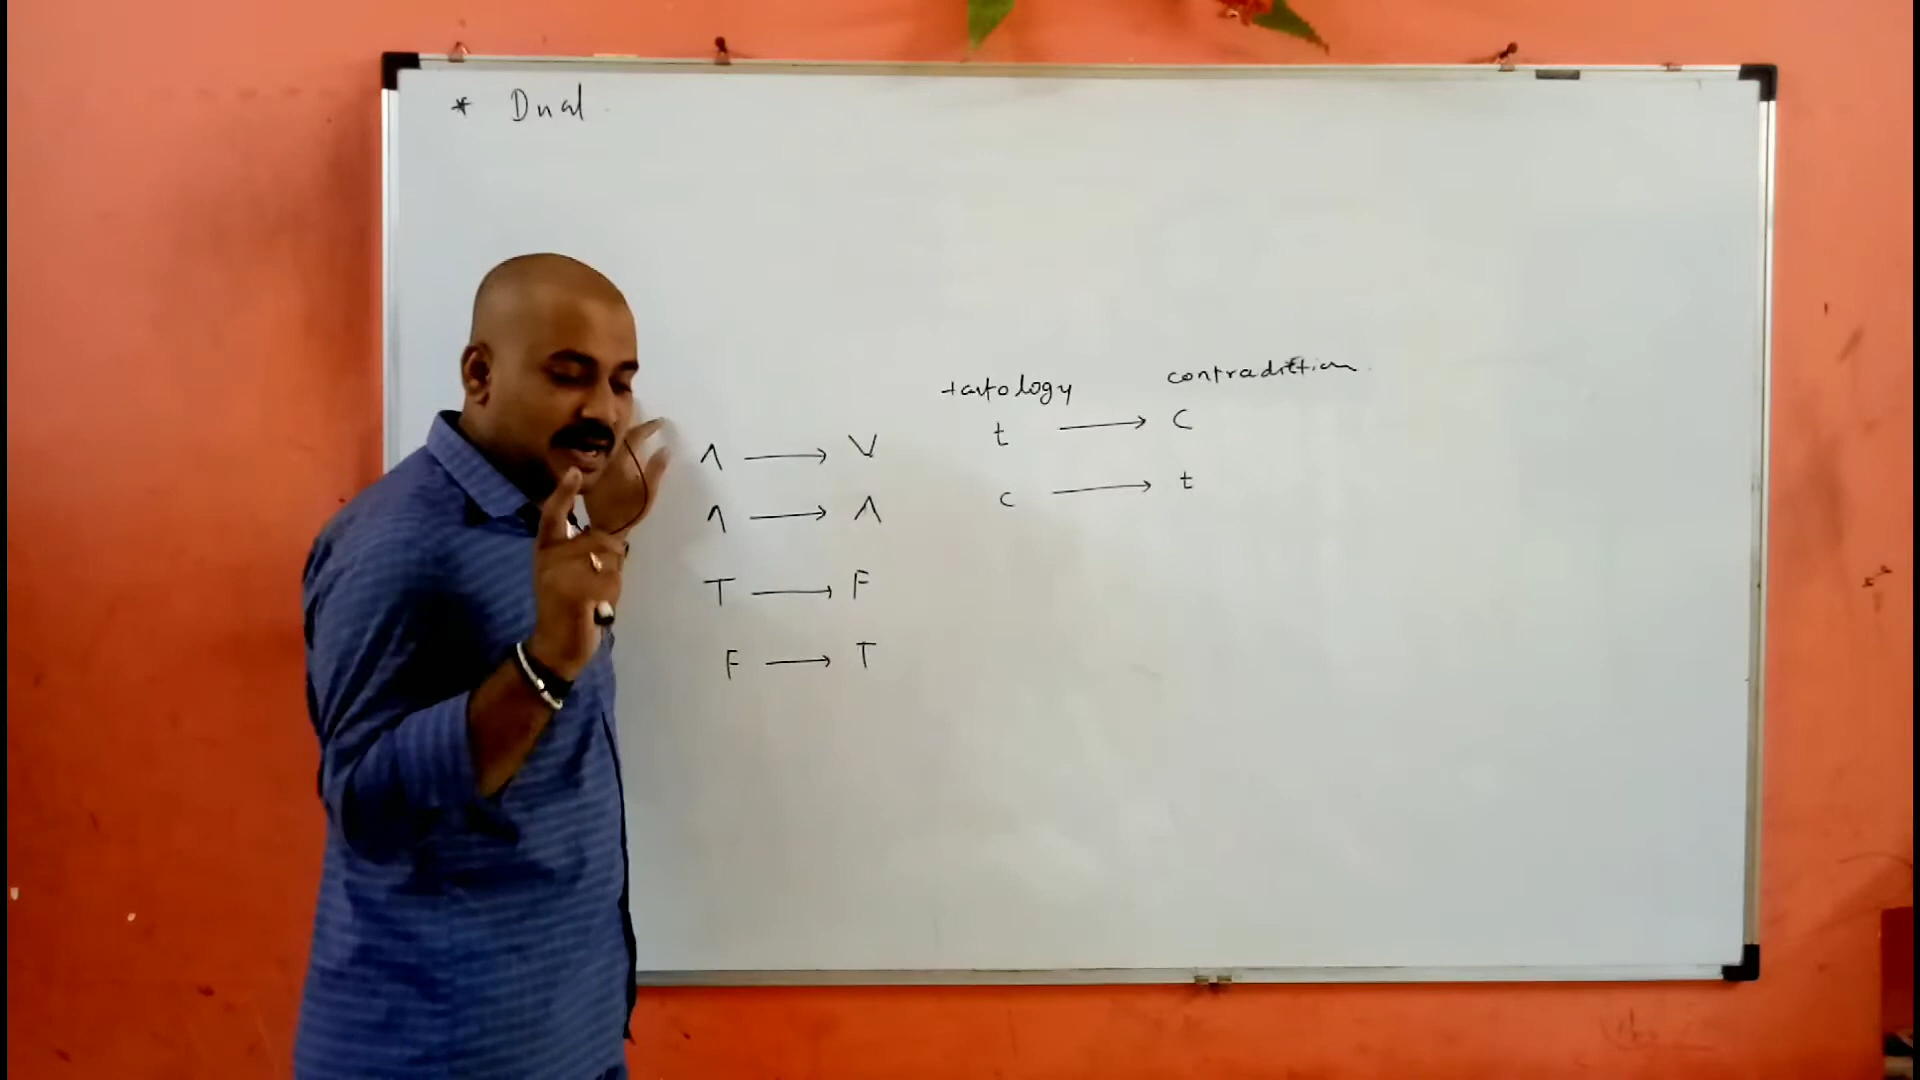 * Dual
tautology contradiction
t → C
∧ → V
c → t
∧ → ∧
T → F
F → T